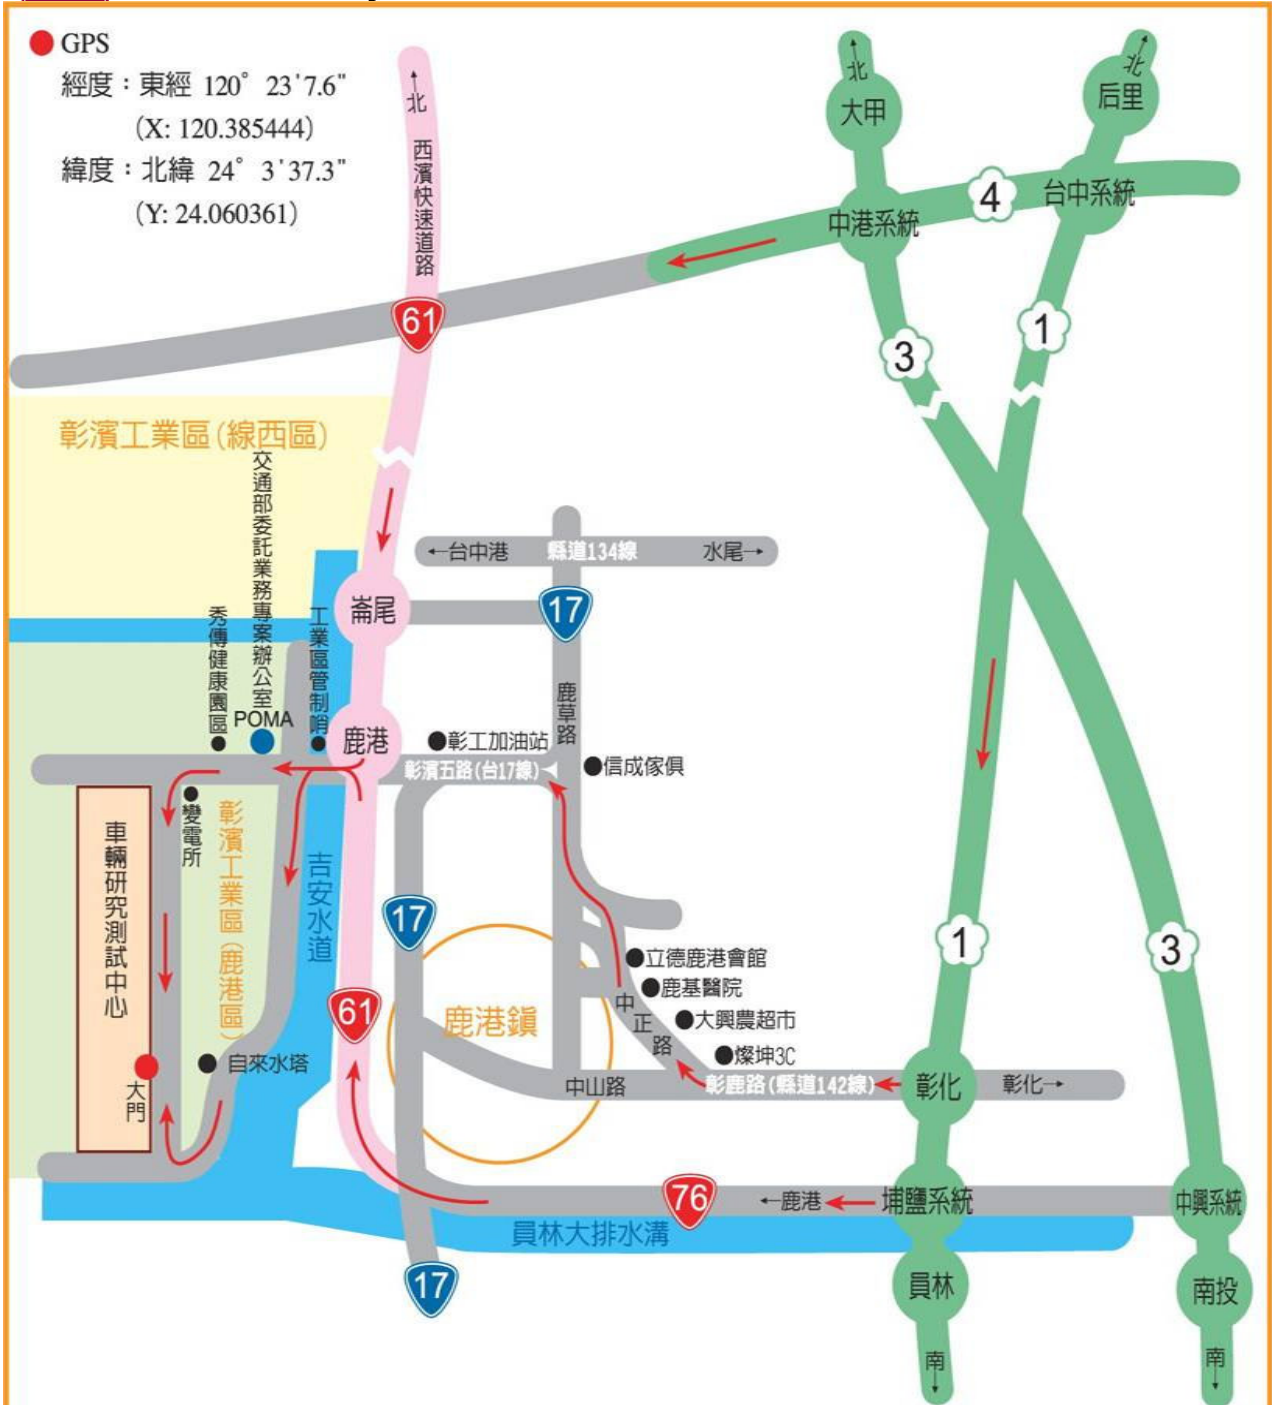 GPS
經度：東經 120° 23'7.6"
(X: 120.385444)
緯度：北緯 24° 3'37.3"
(Y: 24.060361)
←北
西濱快速道路
←北
大甲
←北
后里
中港系統
4
台中系統
61
3
1
彰濱工業區(線西區)
交通部委託業務專案辦公室
POMA
秀傳健康園區
工業區管制哨
←台中港
縣道134線
水尾→
崙尾
17
鹿草路
鹿港
彰工加油站
彰濱五路(台17線)
信成傢俱
變電所
車輛研究測試中心
彰濱工業區(鹿港區)
吉安水道
17
1
3
立德鹿港會館
鹿基醫院
中正路
大興農超市
燦坤3C
61
鹿港鎮
自來水塔
大門
中山路
彰鹿路(縣道142線)
彰化
彰化→
76
←鹿港
埔鹽系統
中興系統
員林大排水溝
17
員林
南投
南→
南→